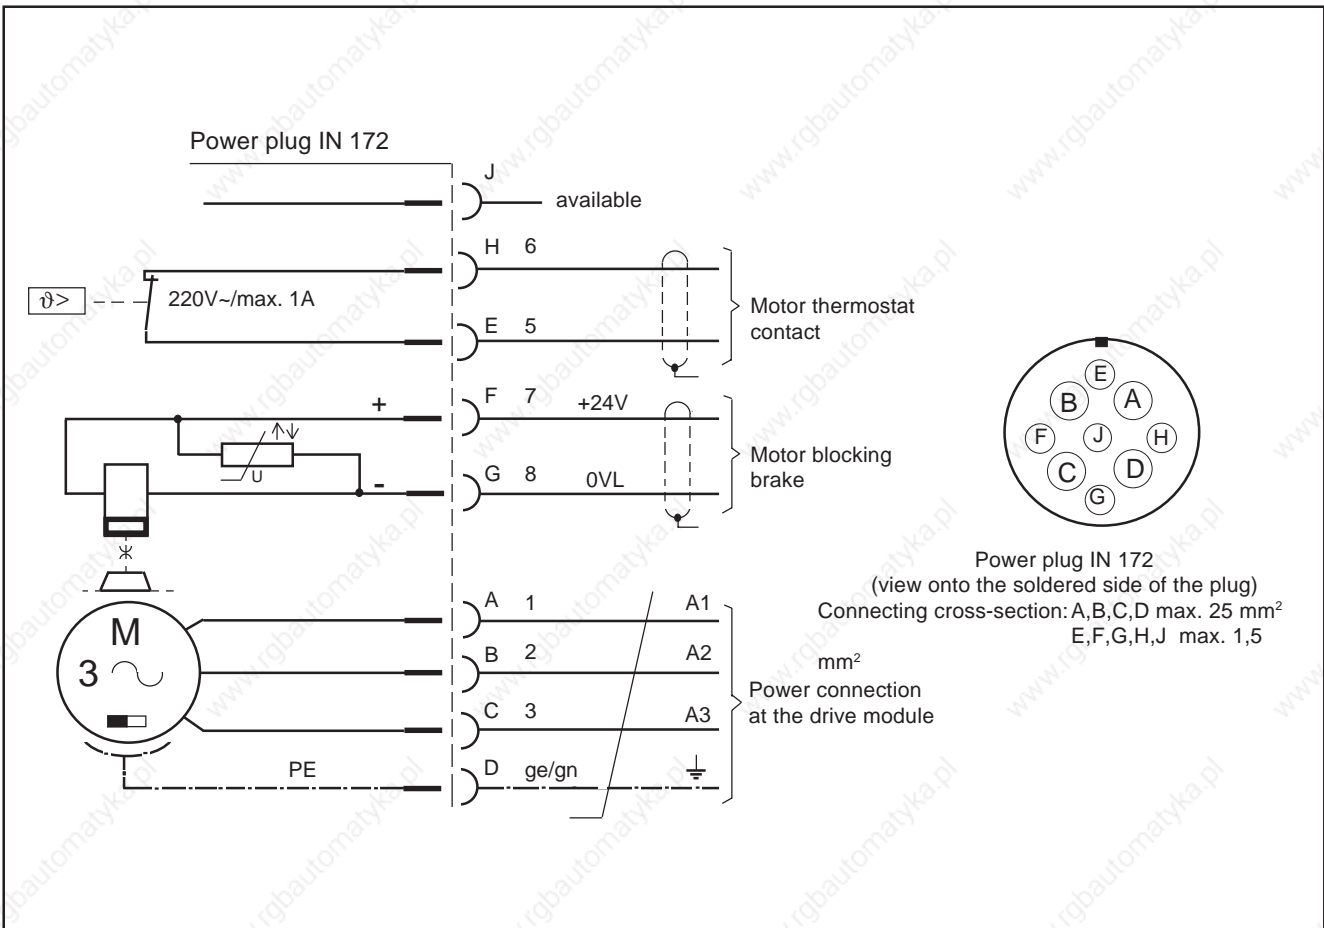 Power plug IN 172
J
available
H 6
220V~/max. 1A
ϑ>
E 5
Motor thermostat
contact
+
F 7 +24V
U
-
G 8 0VL
Motor blocking
brake
A 1 A1
M
3
B 2 A2
C 3 A3
Power connection
at the drive module
PE
D ge/gn
E
B A
F J H
C D
G
Power plug IN 172
(view onto the soldered side of the plug)
Connecting cross-section: A,B,C,D max. 25 mm²
E,F,G,H,J max. 1,5
mm²
www.rgbautomatyka.pl